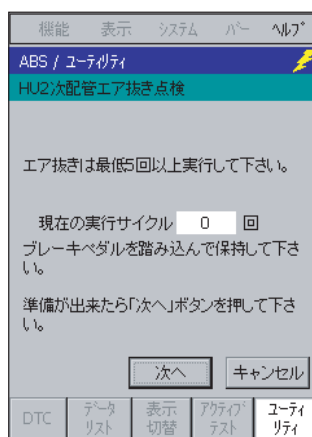 機能 表示 システム バー ヘルプ
ABS / ユーティリティ
HU2次配管エア抜き点検
エア抜きは最低5回以上実行して下さい。
現在の実行サイクル 0 回
ブレーキペダルを踏み込んで保持して下さ
い。
準備が出来たら「次へ」ボタンを押して下さ
い。
次へ キャンセル
DTC データ 表示 アクティブ ユーティ
リスト 切替 テスト リティ